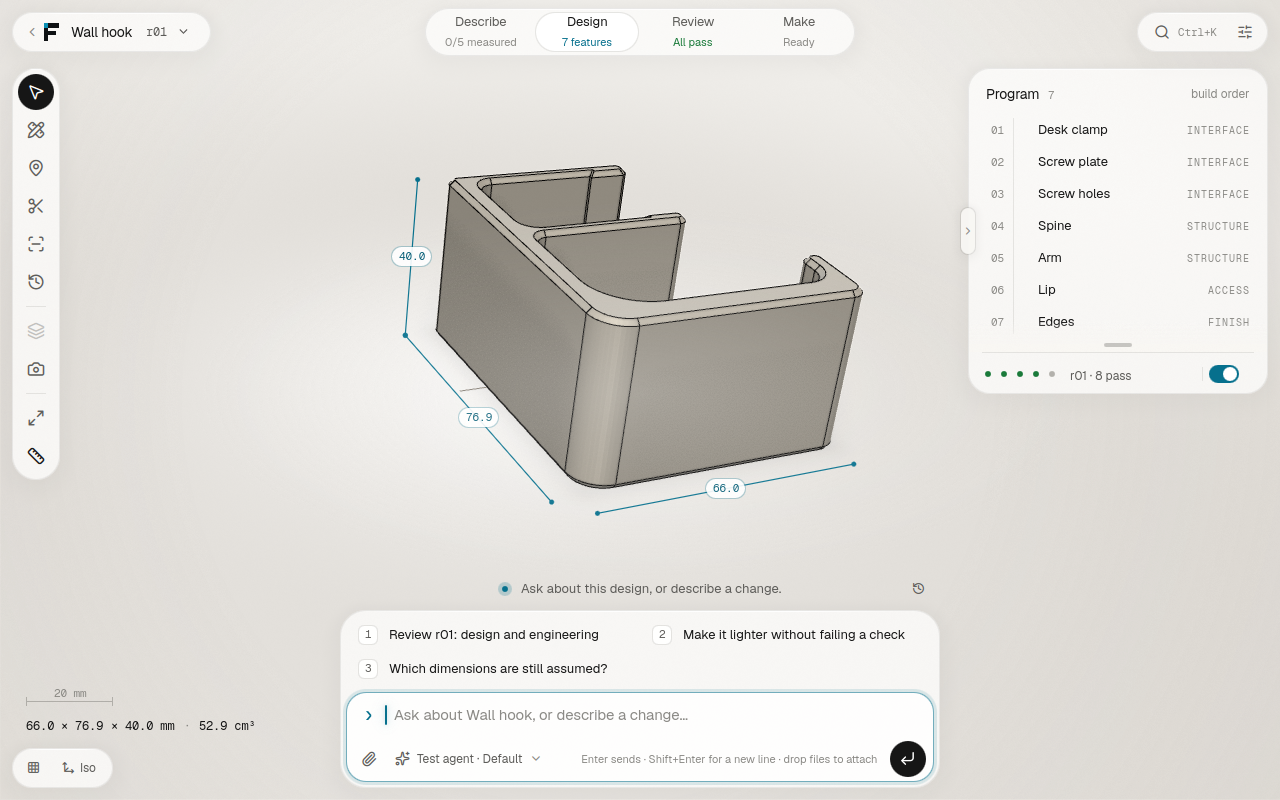 Wall hook r01
Describe
0/5 measured
Design
7 features
Review
All pass
Make
Ready
Ctrl+K
Program 7 build order
01 Desk clamp INTERFACE
02 Screw plate INTERFACE
03 Screw holes INTERFACE
04 Spine STRUCTURE
05 Arm STRUCTURE
06 Lip ACCESS
07 Edges FINISH
r01 · 8 pass
40.0
76.9
66.0
Ask about this design, or describe a change.
1 Review r01: design and engineering
2 Make it lighter without failing a check
3 Which dimensions are still assumed?
Ask about Wall hook, or describe a change...
Test agent · Default
Enter sends · Shift+Enter for a new line · drop files to attach
20 mm
66.0 × 76.9 × 40.0 mm · 52.9 cm³
Iso